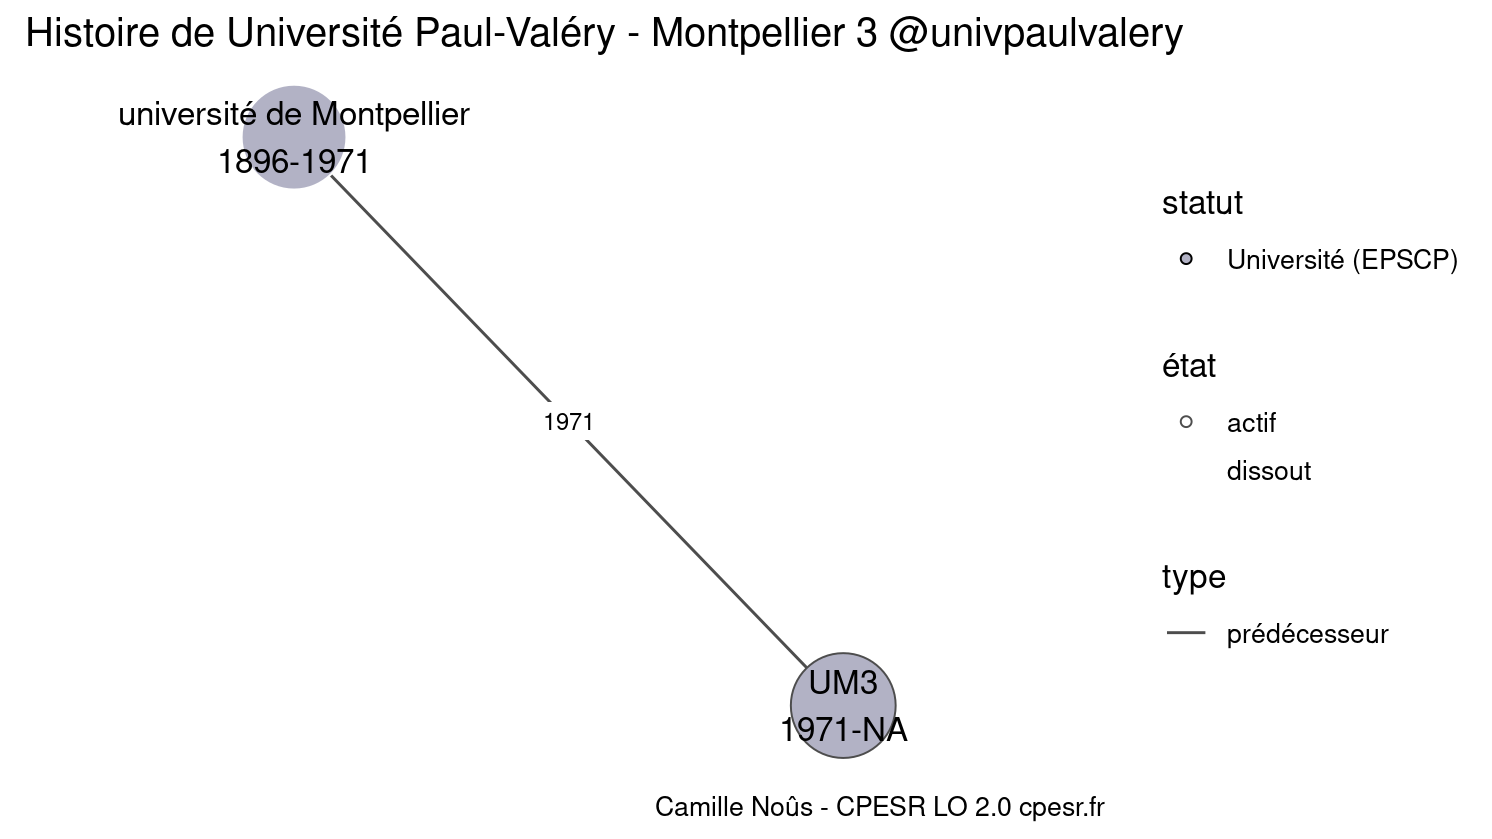 Histoire de Université Paul-Valéry - Montpellier 3 @univpaulvalery
université de Montpellier
1896-1971
statut
Université (EPSCP)
état
actif
1971
dissout
type
prédécesseur
UM3
1971-NA
Camille Noûs - CPESR LO 2.0 cpesr.fr